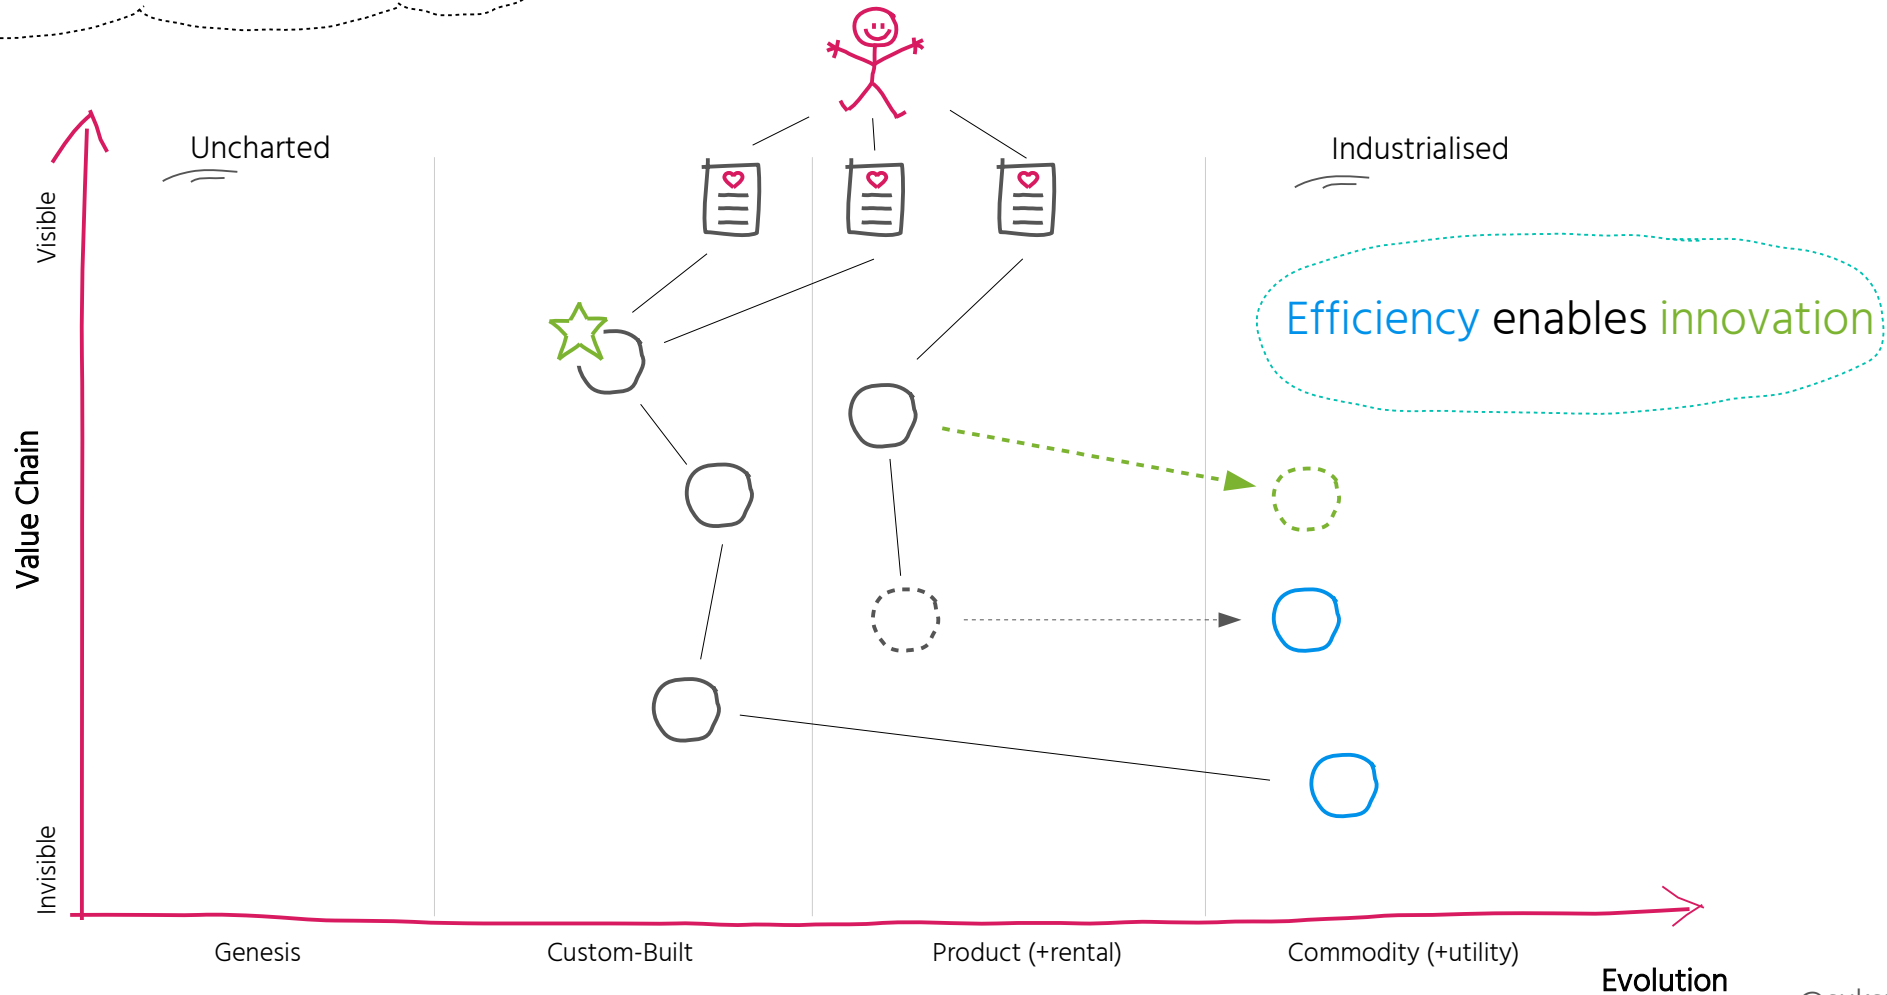 Uncharted
Industrialised
Visible
Efficiency enables innovation
Value Chain
Invisible
Genesis
Custom-Built
Product (+rental)
Commodity (+utility)
Evolution